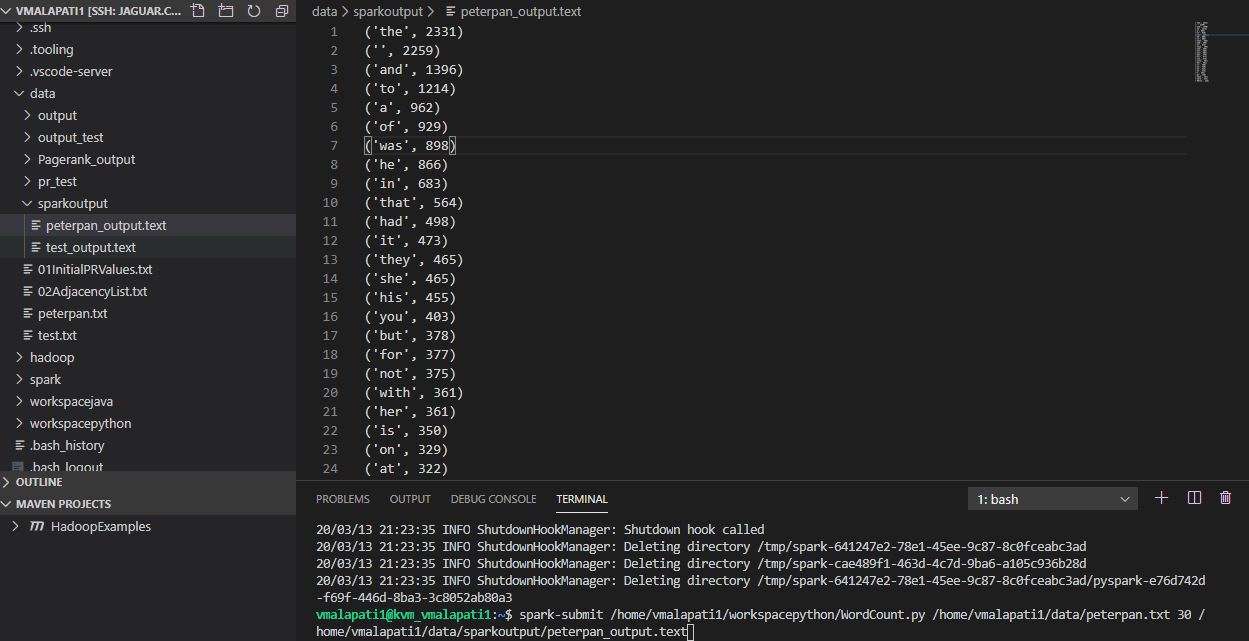 VMALAPATI1 [SSH: JAGUAR.C...
.ssh
.tooling
.vscode-server
data
output
output_test
Pagerank_output
pr_test
sparkoutput
peterpan_output.text
test_output.text
01InitialPRValues.txt
02AdjacencyList.txt
peterpan.txt
test.txt
hadoop
spark
workspacejava
workspacepython
.bash_history
.bash_logout
OUTLINE
MAVEN PROJECTS
HadoopExamples
data > sparkoutput > peterpan_output.text
1 ('the', 2331)
2 ('', 2259)
3 ('and', 1396)
4 ('to', 1214)
5 ('a', 962)
6 ('of', 929)
7 ('was', 898)
8 ('he', 866)
9 ('in', 683)
10 ('that', 564)
11 ('had', 498)
12 ('it', 473)
13 ('they', 465)
14 ('she', 465)
15 ('his', 455)
16 ('you', 403)
17 ('but', 378)
18 ('for', 377)
19 ('not', 375)
20 ('with', 361)
21 ('her', 361)
22 ('is', 350)
23 ('on', 329)
24 ('at', 322)
PROBLEMS OUTPUT DEBUG CONSOLE TERMINAL 1: bash
20/03/13 21:23:35 INFO ShutdownHookManager: Shutdown hook called
20/03/13 21:23:35 INFO ShutdownHookManager: Deleting directory /tmp/spark-641247e2-78e1-45ee-9c87-8c0fceabc3ad
20/03/13 21:23:35 INFO ShutdownHookManager: Deleting directory /tmp/spark-cae489f1-463d-4c7d-9ba6-a105c936b28d
20/03/13 21:23:35 INFO ShutdownHookManager: Deleting directory /tmp/spark-641247e2-78e1-45ee-9c87-8c0fceabc3ad/pyspark-e76d742d
-f69f-446d-8ba3-3c8052ab80a3
vmalapati1@kvm_vmalapati1:~$ spark-submit /home/vmalapati1/workspacepython/WordCount.py /home/vmalapati1/data/peterpan.txt 30 /
home/vmalapati1/data/sparkoutput/peterpan_output.text